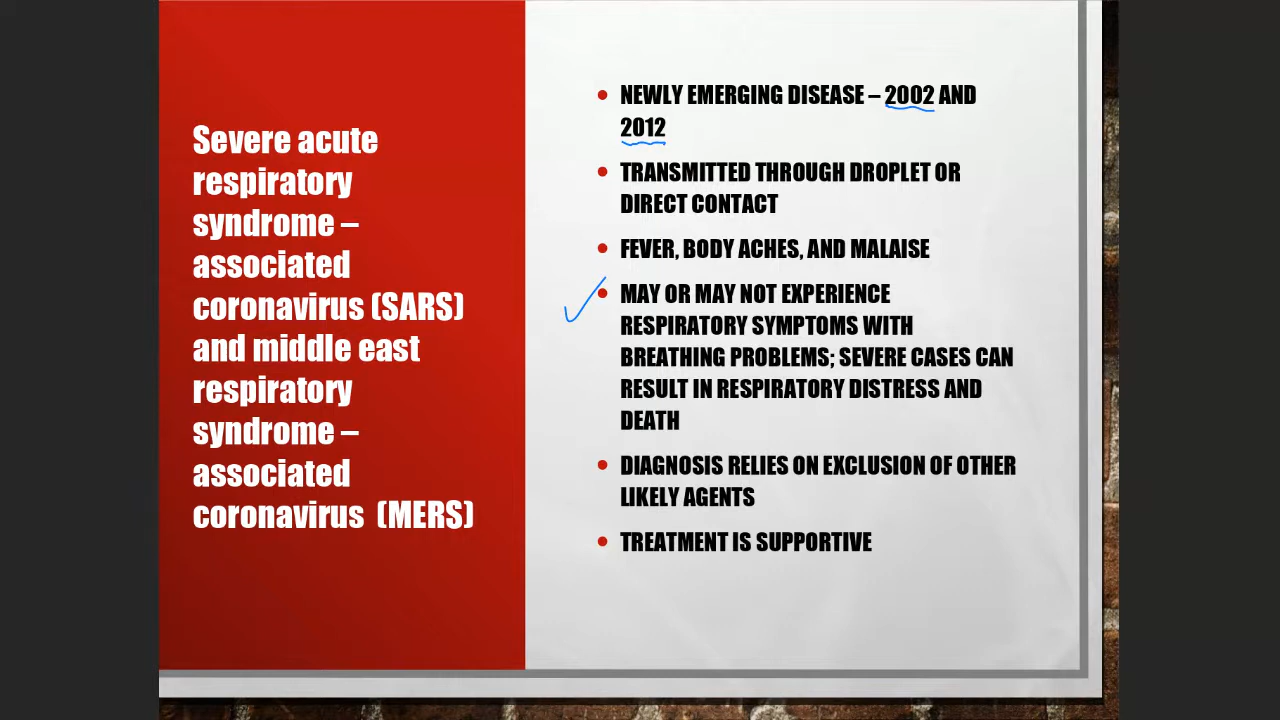 Severe acute
respiratory
syndrome –
associated
coronavirus (SARS)
and middle east
respiratory
syndrome –
associated
coronavirus (MERS)
NEWLY EMERGING DISEASE – 2002 AND
2012
TRANSMITTED THROUGH DROPLET OR
DIRECT CONTACT
FEVER, BODY ACHES, AND MALAISE
MAY OR MAY NOT EXPERIENCE
RESPIRATORY SYMPTOMS WITH
BREATHING PROBLEMS; SEVERE CASES CAN
RESULT IN RESPIRATORY DISTRESS AND
DEATH
DIAGNOSIS RELIES ON EXCLUSION OF OTHER
LIKELY AGENTS
TREATMENT IS SUPPORTIVE